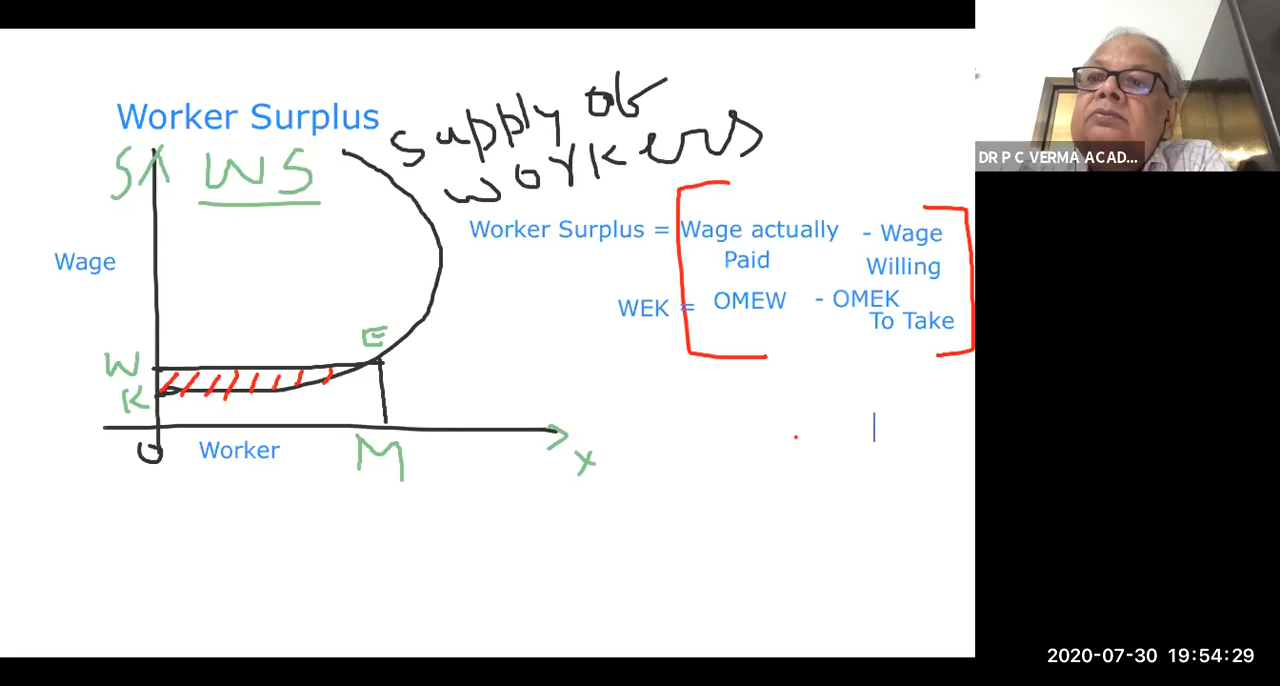 Worker Surplus
supply of
workers
WS
Worker Surplus = Wage actually - Wage
Paid Willing
WEK = OMEW - OMEK
To Take
Wage
E
W
K
O
Worker
M
x
DR P C VERMA ACAD...
2020-07-30 19:54:29